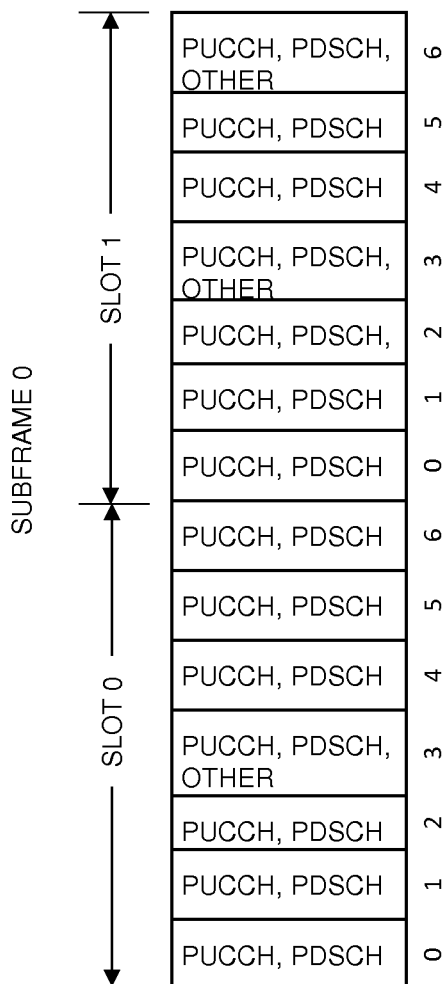 PUCCH, PDSCH,
OTHER
6
PUCCH, PDSCH
5
PUCCH, PDSCH
4
PUCCH, PDSCH,
OTHER
3
PUCCH, PDSCH,
2
PUCCH, PDSCH
1
PUCCH, PDSCH
0
SLOT 1
SUBFRAME 0
PUCCH, PDSCH
6
PUCCH, PDSCH
5
PUCCH, PDSCH
4
PUCCH, PDSCH,
OTHER
3
PUCCH, PDSCH
2
PUCCH, PDSCH
1
PUCCH, PDSCH
0
SLOT 0